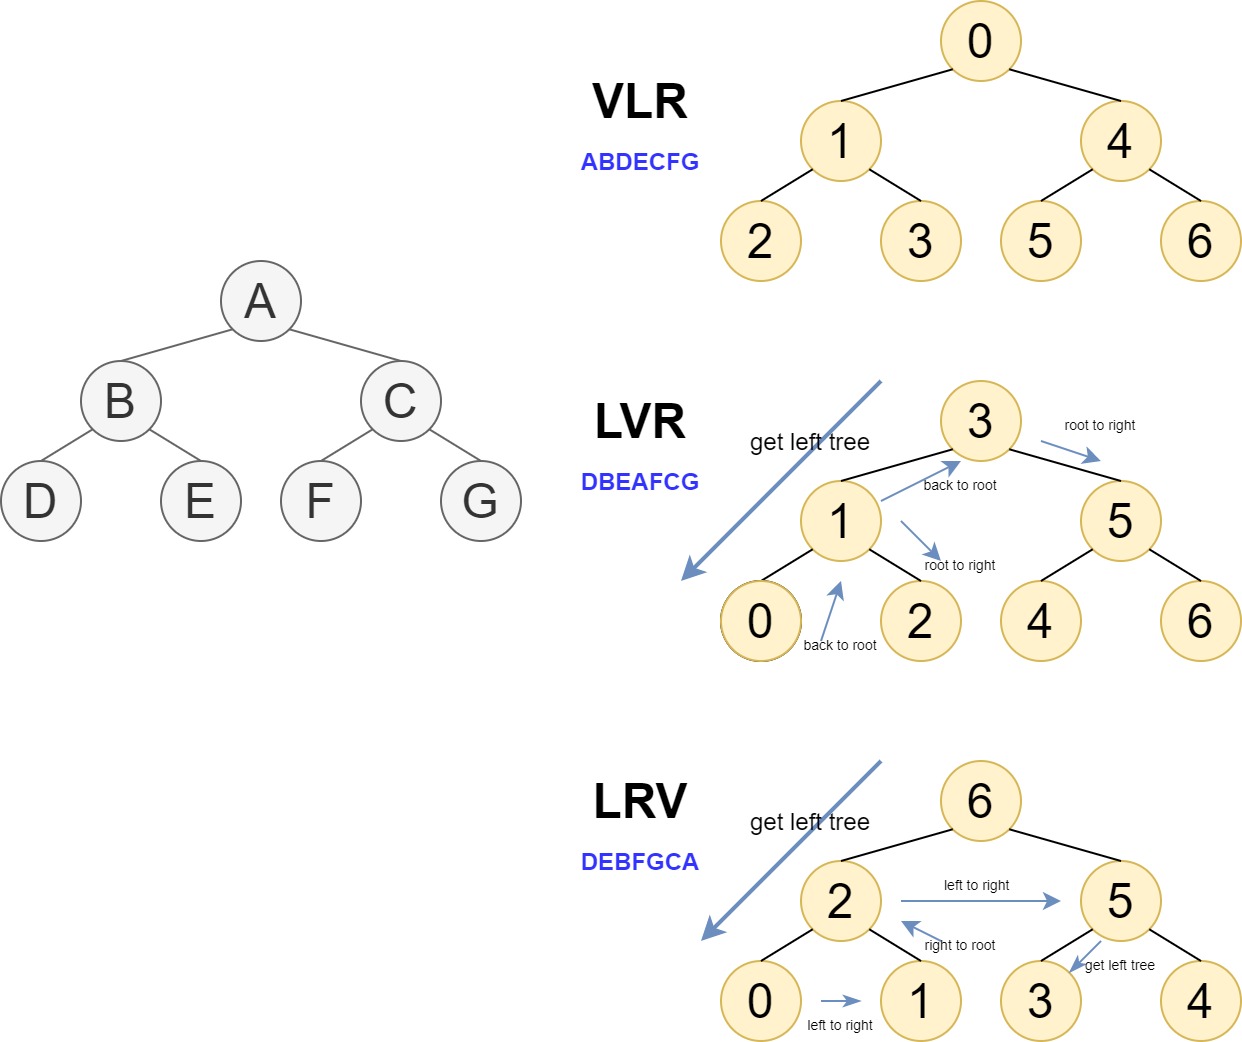 A
B
C
D
E
F
G
VLR
ABDECFG
0
1
4
2
3
5
6
LVR
DBEAFCG
get left tree
3
root to right
back to root
1
5
root to right
0
2
4
6
back to root
LRV
DEBFGCA
get left tree
6
2
left to right
5
right to root
get left tree
0
1
3
4
left to right